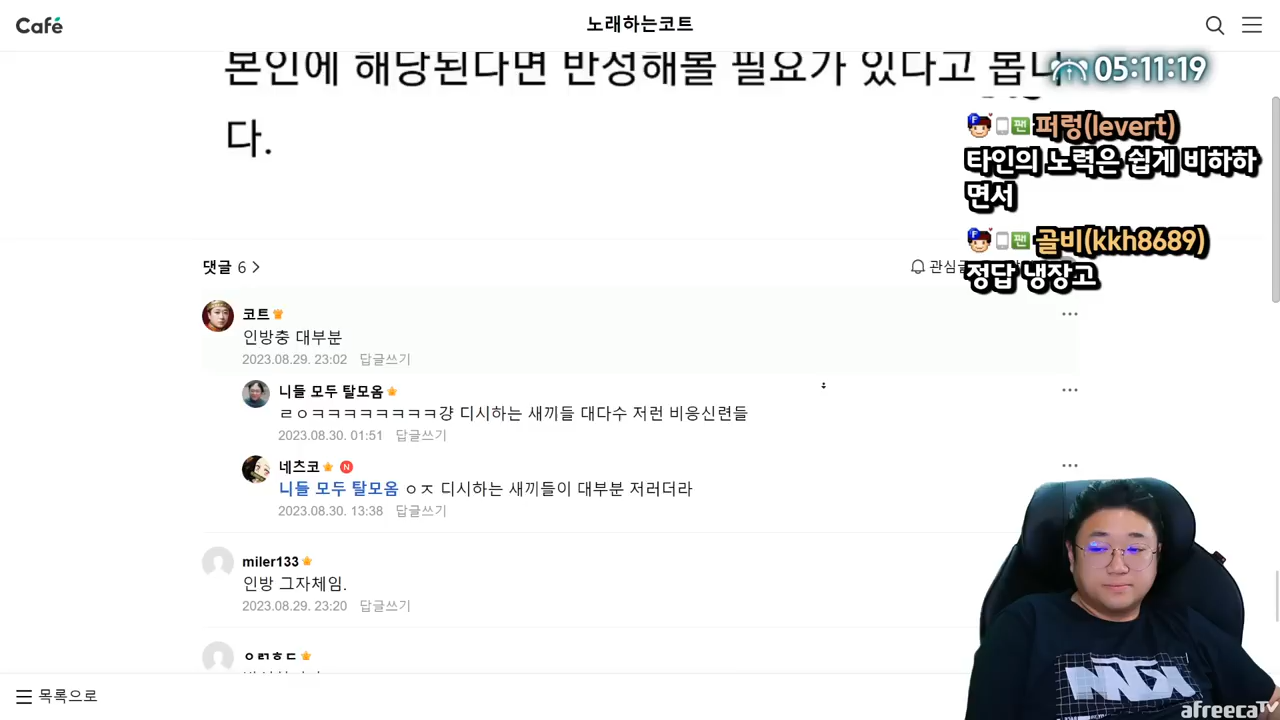 Café
노래하는코트
본인에 해당된다면 반성해볼 필요가 있다고 봅니
다.
05:11:19
팬 퍼렁(levert)
타인의 노력은 쉽게 비하하
면서
팬 골비(kkh8689)
정답 냉장고
댓글 6
관심글
코트
인방충 대부분
2023.08.29. 23:02 답글쓰기
니들 모두 탈모옴
ㄹㅇㅋㅋㅋㅋㅋㅋㅋㅋ걍 디시하는 새끼들 대다수 저런 비응신련들
2023.08.30. 01:51 답글쓰기
네츠코 N
니들 모두 탈모옴 ㅇㅈ 디시하는 새끼들이 대부분 저러더라
2023.08.30. 13:38 답글쓰기
miler133
인방 그자체임.
2023.08.29. 23:20 답글쓰기
목록으로
afreecaTV